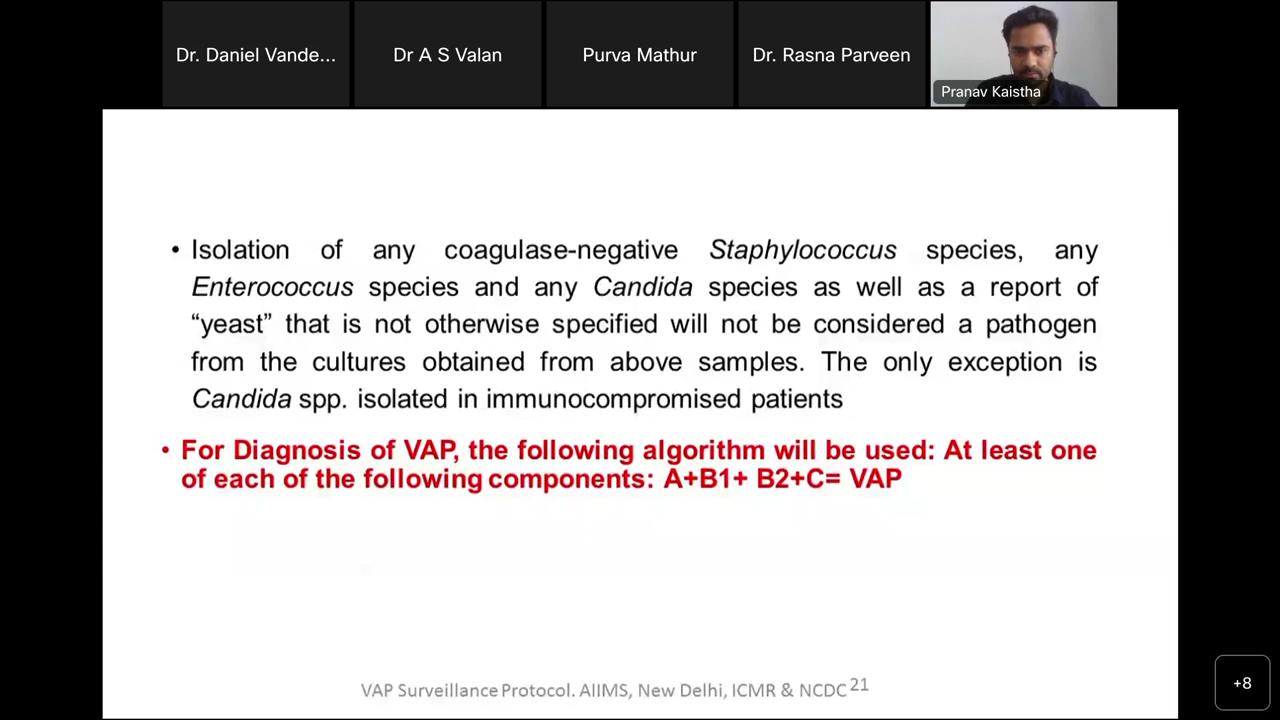 Dr. Daniel Vande...
Dr A S Valan
Purva Mathur
Dr. Rasna Parveen
Pranav Kaistha
• Isolation of any coagulase-negative Staphylococcus species, any
Enterococcus species and any Candida species as well as a report of
“yeast” that is not otherwise specified will not be considered a pathogen
from the cultures obtained from above samples. The only exception is
Candida spp. isolated in immunocompromised patients
• For Diagnosis of VAP, the following algorithm will be used: At least one
of each of the following components: A+B1+ B2+C= VAP
VAP Surveillance Protocol. AIIMS, New Delhi, ICMR & NCDC 21
+8